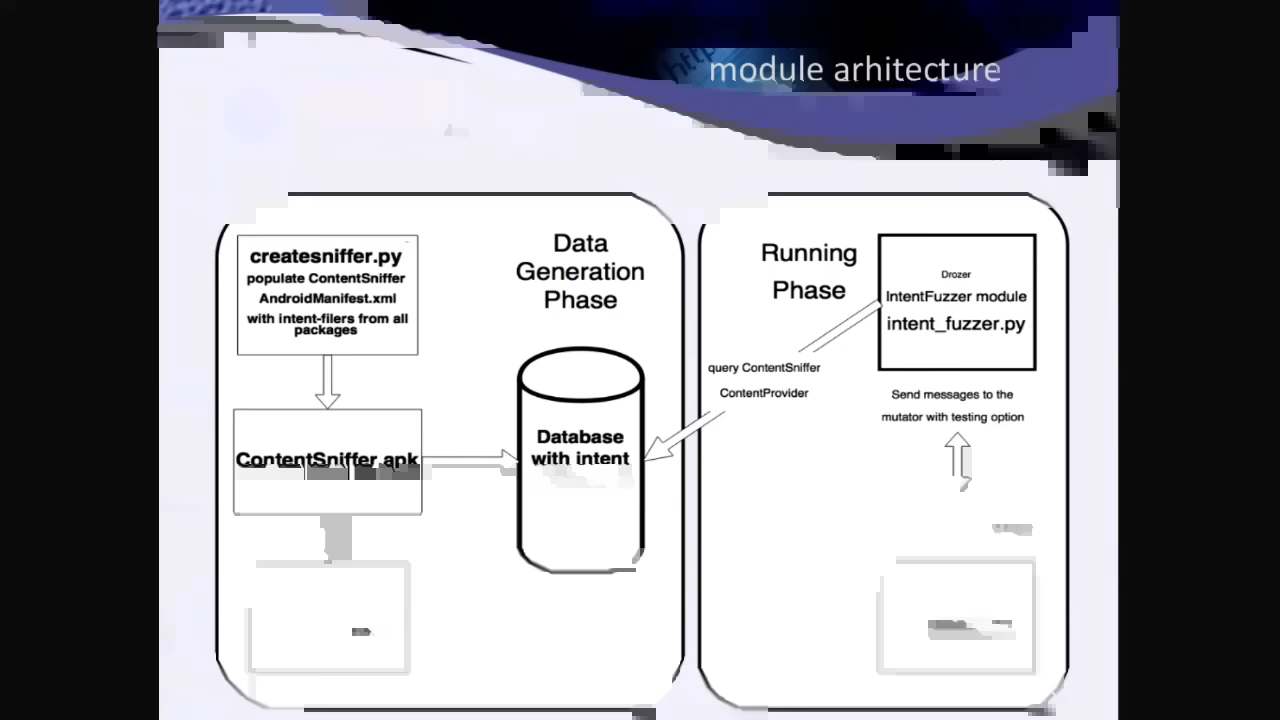 http
module arhitecture
createsniffer.py
populate ContentSniffer
AndroidManifest.xml
with intent-filers from all
packages
Data
Generation
Phase
ContentSniffer.apk
Database
with intent
Running
Phase
Drozer
IntentFuzzer module
intent_fuzzer.py
query ContentSniffer
ContentProvider
Send messages to the
mutator with testing option